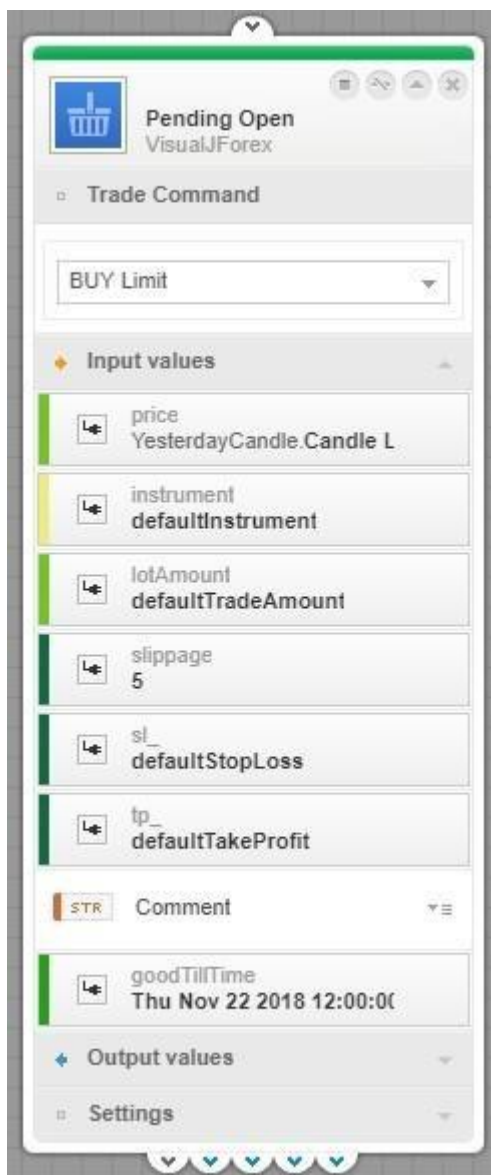 Pending Open
VisualJForex
Trade Command
BUY Limit
Input values
price
YesterdayCandle.Candle L
instrument
defaultInstrument
lotAmount
defaultTradeAmount
slippage
5
sl_
defaultStopLoss
tp_
defaultTakeProfit
STR Comment
goodTillTime
Thu Nov 22 2018 12:00:0(
Output values
Settings